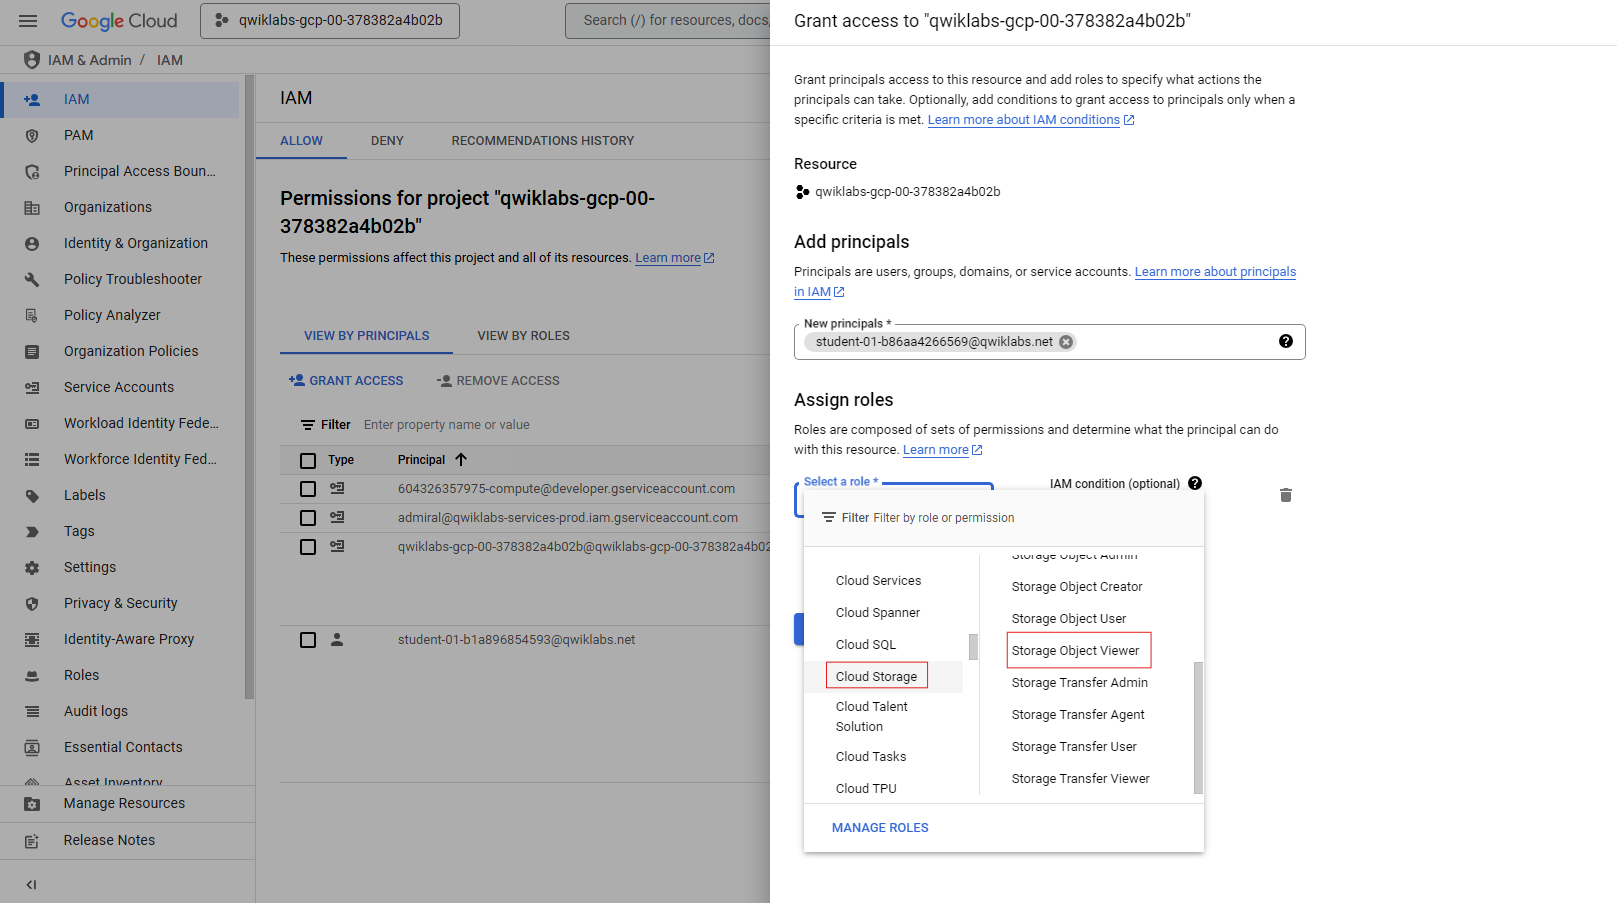 Google Cloud
qwiklabs-gcp-00-378382a4b02b
Search (/) for resources, docs,
IAM & Admin / IAM
IAM
PAM
Principal Access Boun...
Organizations
Identity & Organization
Policy Troubleshooter
Policy Analyzer
Organization Policies
Service Accounts
Workload Identity Fede...
Workforce Identity Fed...
Labels
Tags
Settings
Privacy & Security
Identity-Aware Proxy
Roles
Audit logs
Essential Contacts
Asset Inventory
Manage Resources
Release Notes
IAM
ALLOW DENY RECOMMENDATIONS HISTORY
Permissions for project "qwiklabs-gcp-00-
378382a4b02b"
These permissions affect this project and all of its resources. Learn more
VIEW BY PRINCIPALS VIEW BY ROLES
GRANT ACCESS REMOVE ACCESS
Filter Enter property name or value
Type Principal
604326357975-compute@developer.gserviceaccount.com
admiral@qwiklabs-services-prod.iam.gserviceaccount.com
qwiklabs-gcp-00-378382a4b02b@qwiklabs-gcp-00-378382a4b02
student-01-b1a896854593@qwiklabs.net
Grant access to "qwiklabs-gcp-00-378382a4b02b"
Grant principals access to this resource and add roles to specify what actions the
principals can take. Optionally, add conditions to grant access to principals only when a
specific criteria is met. Learn more about IAM conditions
Resource
qwiklabs-gcp-00-378382a4b02b
Add principals
Principals are users, groups, domains, or service accounts. Learn more about principals
in IAM
New principals *
student-01-b86aa4266569@qwiklabs.net
Assign roles
Roles are composed of sets of permissions and determine what the principal can do
with this resource. Learn more
Select a role *
IAM condition (optional)
Filter Filter by role or permission
Cloud Services
Cloud Spanner
Cloud SQL
Cloud Storage
Cloud Talent
Solution
Cloud Tasks
Cloud TPU
Storage Object Admin
Storage Object Creator
Storage Object User
Storage Object Viewer
Storage Transfer Admin
Storage Transfer Agent
Storage Transfer User
Storage Transfer Viewer
MANAGE ROLES